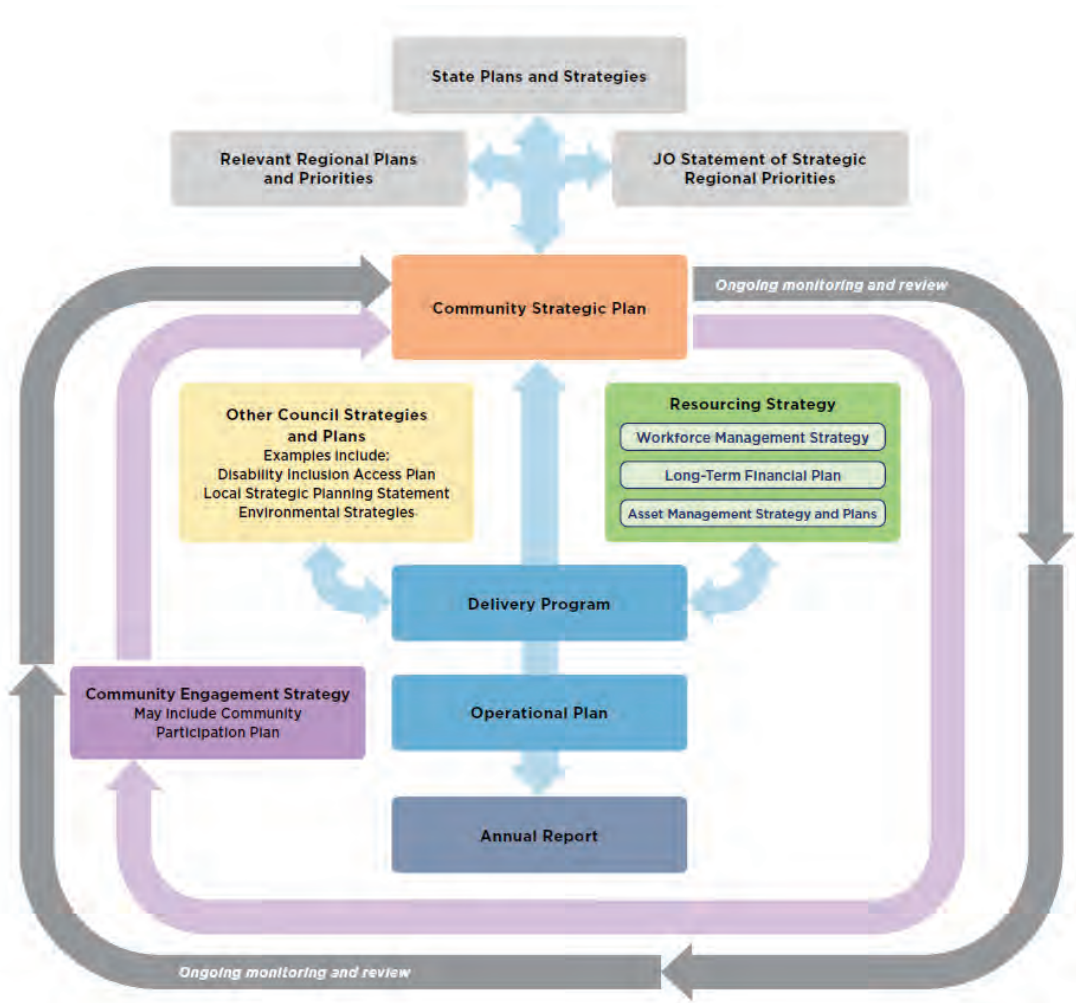 State Plans and Strategies
Relevant Regional Plans
and Priorities
JO Statement of Strategic
Regional Priorities
Community Strategic Plan
Ongoing monitoring and review
Other Council Strategies
and Plans
Examples include:
Disability Inclusion Access Plan
Local Strategic Planning Statement
Environmental Strategies
Resourcing Strategy
Workforce Management Strategy
Long-Term Financial Plan
Asset Management Strategy and Plans
Delivery Program
Community Engagement Strategy
May include Community
Participation Plan
Operational Plan
Annual Report
Ongoing monitoring and review